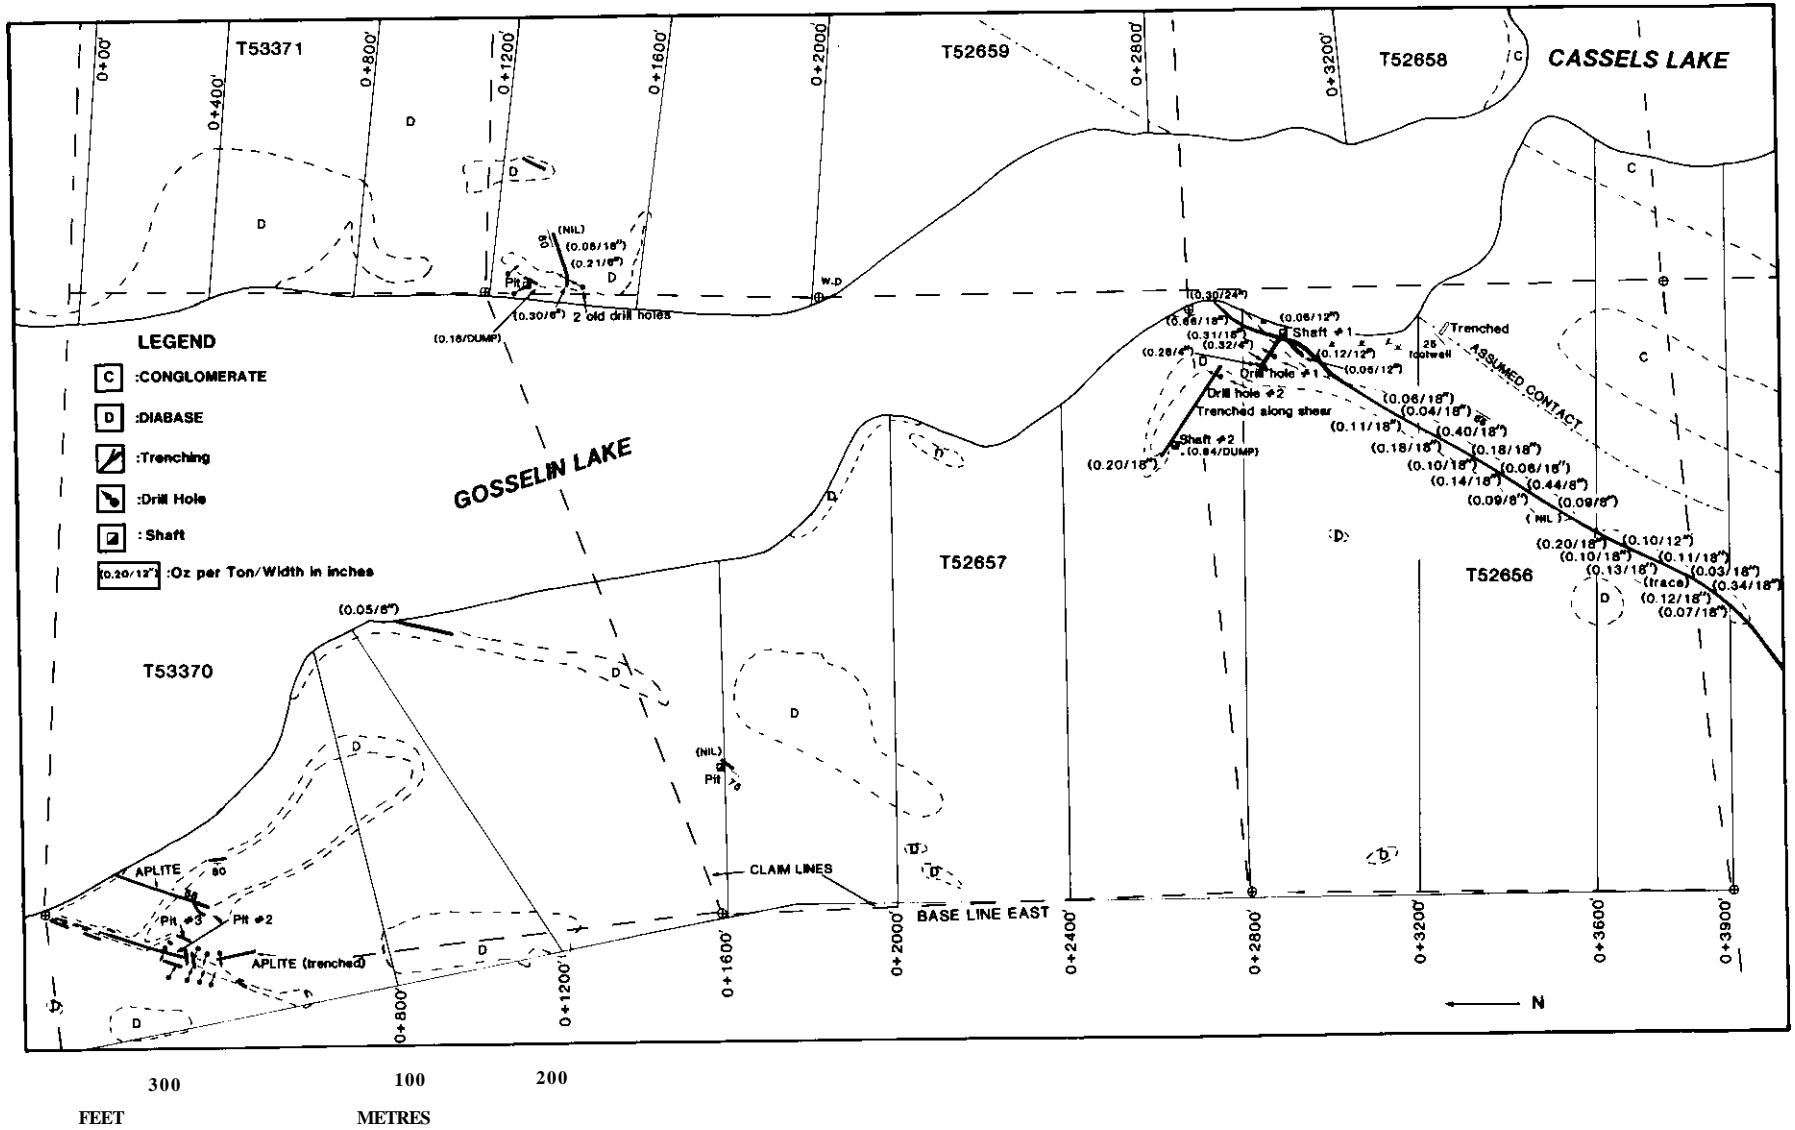 0+00'
0+400'
T53371
0+800'
0+1200'
0+1600'
0+2000'
T52659
0+2800'
0+3200'
T52658
C
CASSELS LAKE
D
D
D
C
D
(NIL)
80
(0.06/18")
(0.21/6")
Pit
D
W.D
(0.30/6")
2 old drill holes
(0.16/DUMP)
(0.30/24")
(0.66/18")
(0.06/12")
(0.31/18")
Shaft #1
(0.32/4")
(0.28/4")
(0.12/12")
25
footwall
Trenched
D
Drill hole #1
(0.06/12")
ASSUMED CONTACT
C
Drill hole #2
Trenched along shear
(0.06/18")
(0.04/18")
(0.11/18")
(0.40/18")
Shaft #2
(0.84/DUMP)
(0.20/18")
(0.18/18")
(0.18/18")
(0.10/18")
(0.06/18")
(0.14/18")
(0.44/8")
(0.09/8")
(0.09/8")
(NIL)
(0.20/18")
(0.10/12")
(0.10/18")
(0.11/18")
(0.13/18")
(0.03/18")
(trace)
(0.34/18")
(0.12/18")
(0.07/18")
LEGEND
C :CONGLOMERATE
D :DIABASE
:Trenching
:Drill Hole
: Shaft
(0.20/12") :Oz per Ton/Width in inches
GOSSELIN LAKE
D
D
D
T52657
T52656
D
(0.05/6")
T53370
D
D
D
(NIL)
Pit
75
D
D
D
80
APLITE
CLAIM LINES
Pit #3
Pit #2
BASE LINE EAST
APLITE (trenched)
D
D
D
0+800'
0+1200'
0+1600'
0+2000'
0+2400'
0+2800'
0+3200'
0+3600'
0+3900'
N
300
100
200
FEET
METRES